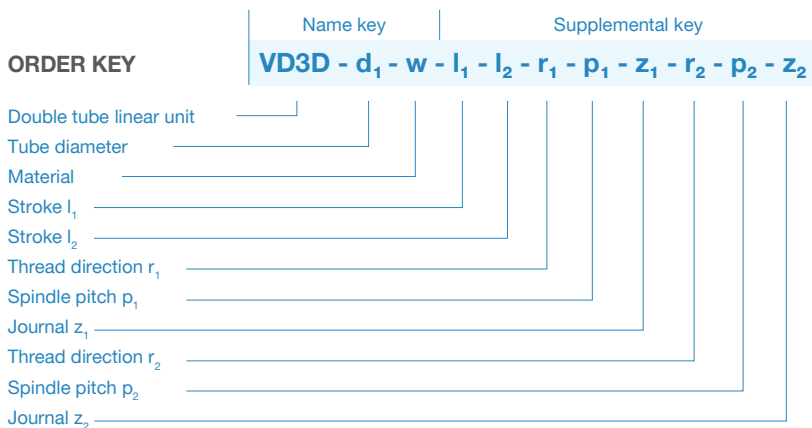 Name key Supplemental key
ORDER KEY VD3D - d₁ - w - l₁ - l₂ - r₁ - p₁ - z₁ - r₂ - p₂ - z₂
Double tube linear unit
Tube diameter
Material
Stroke l₁
Stroke l₂
Thread direction r₁
Spindle pitch p₁
Journal z₁
Thread direction r₂
Spindle pitch p₂
Journal z₂